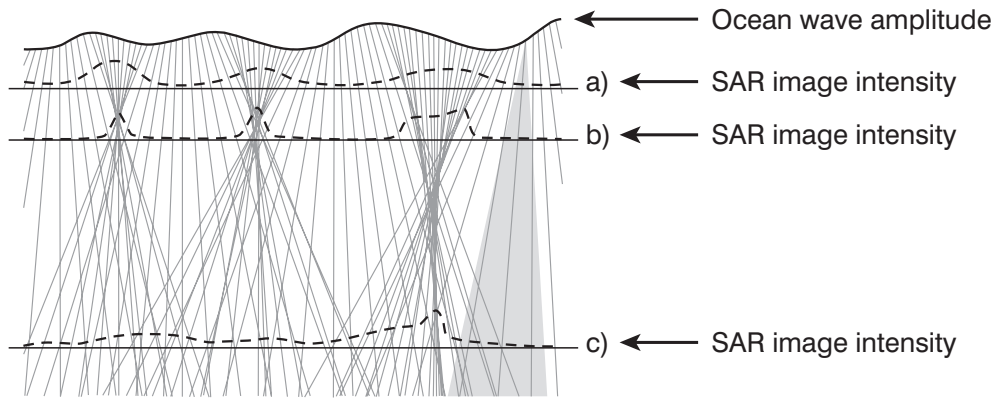 Ocean wave amplitude
a) SAR image intensity
b) SAR image intensity
c) SAR image intensity